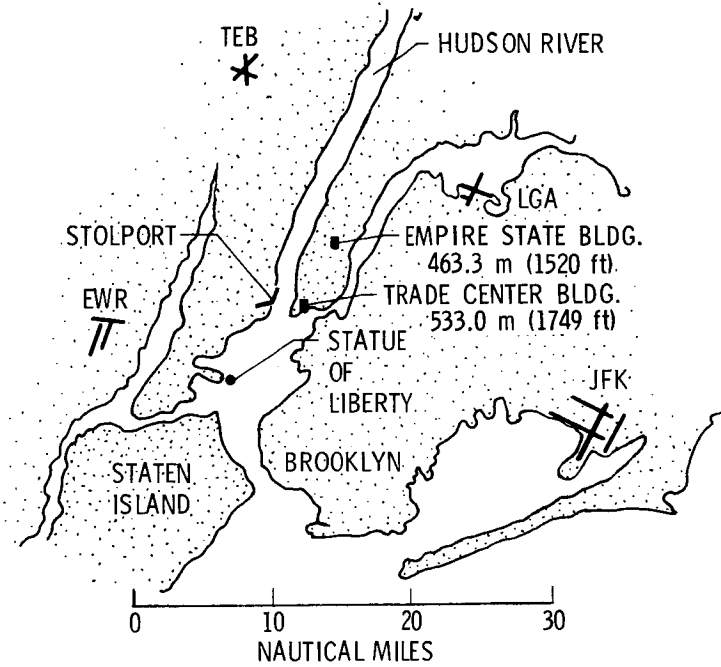 TEB
HUDSON RIVER
LGA
STOLPORT
EMPIRE STATE BLDG.
463.3 m (1520 ft)
EWR
TRADE CENTER BLDG.
533.0 m (1749 ft)
STATUE
OF
LIBERTY
JFK
BROOKLYN
STATEN
ISLAND
0 10 20 30
NAUTICAL MILES